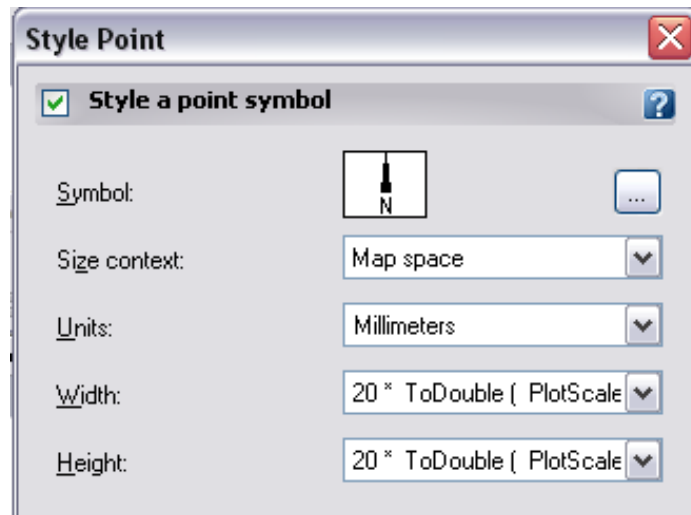 Style Point
Style a point symbol
Symbol:
N
...
Size context:
Map space
Units:
Millimeters
Width:
20 * ToDouble ( PlotScale
Height:
20 * ToDouble ( PlotScale